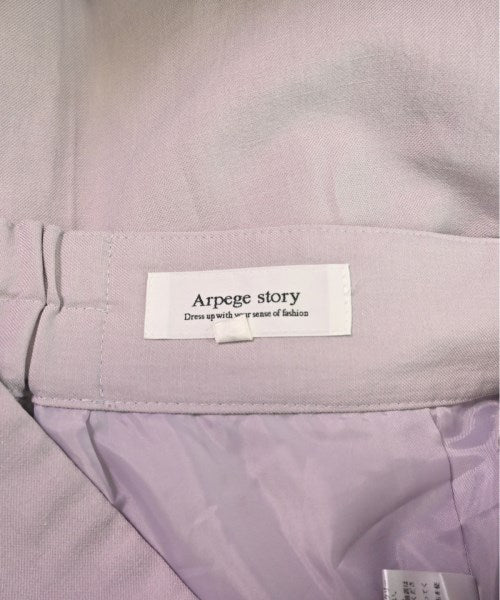 Arpege story
Dress up with your sense of fashion